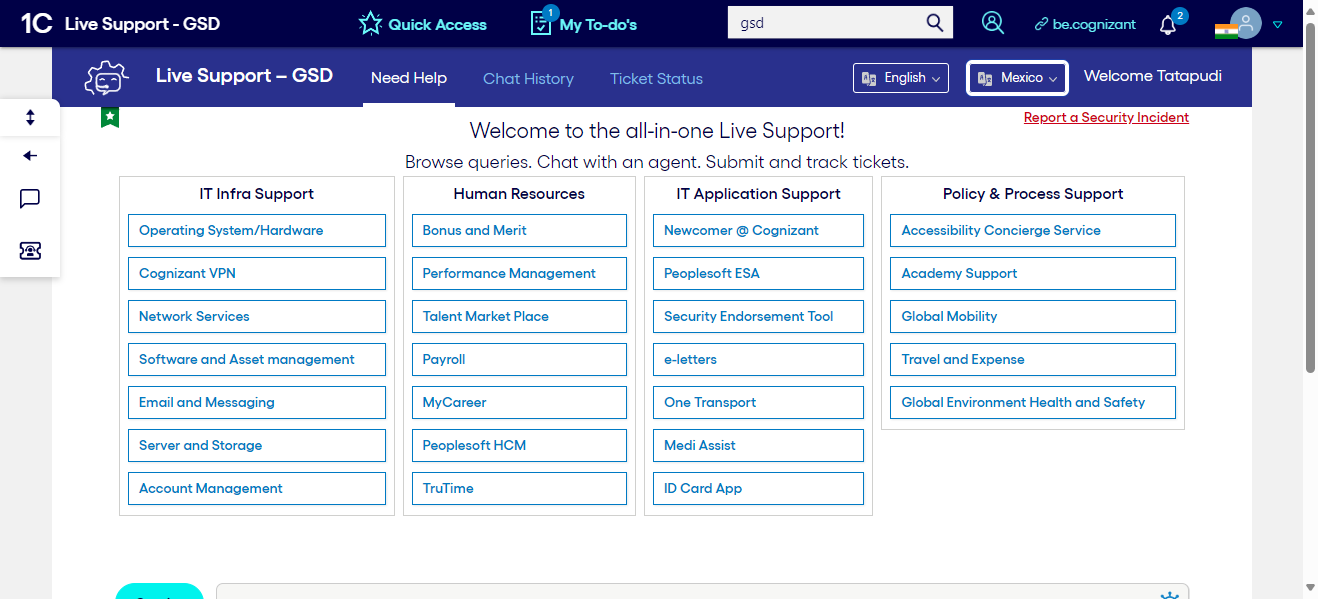 1C Live Support - GSD
Quick Access
1
My To-do's
gsd
be.cognizant
2
Live Support – GSD
Need Help
Chat History
Ticket Status
English
Mexico
Welcome Tatapudi
Report a Security Incident
Welcome to the all-in-one Live Support!
Browse queries. Chat with an agent. Submit and track tickets.
IT Infra Support
Operating System/Hardware
Cognizant VPN
Network Services
Software and Asset management
Email and Messaging
Server and Storage
Account Management
Human Resources
Bonus and Merit
Performance Management
Talent Market Place
Payroll
MyCareer
Peoplesoft HCM
TruTime
IT Application Support
Newcomer @ Cognizant
Peoplesoft ESA
Security Endorsement Tool
e-letters
One Transport
Medi Assist
ID Card App
Policy & Process Support
Accessibility Concierge Service
Academy Support
Global Mobility
Travel and Expense
Global Environment Health and Safety